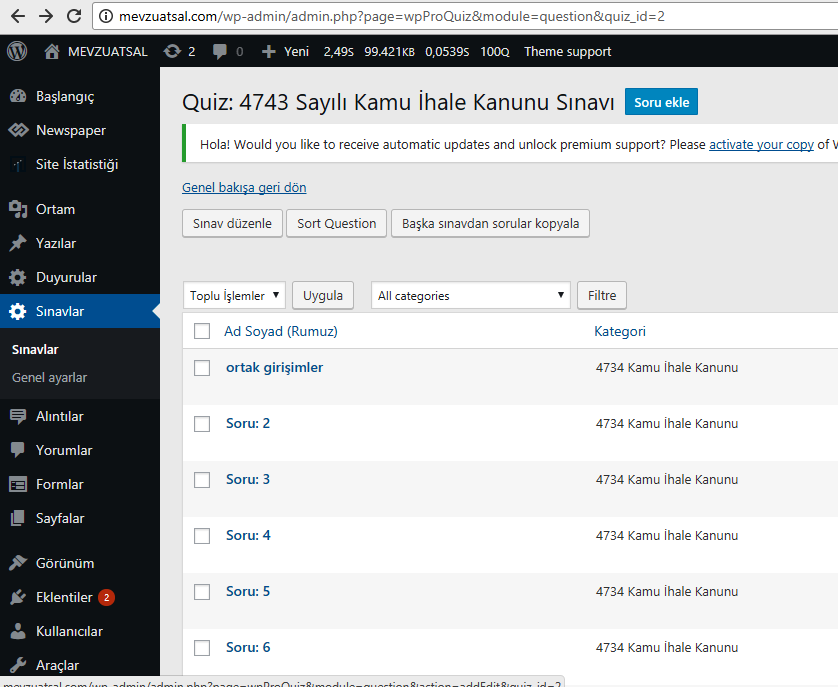 mevzuatsal.com/wp-admin/admin.php?page=wpProQuiz&module=question&quiz_id=2
MEVZUATSAL 2 0 Yeni 2,49s 99.421KB 0,0539s 100Q Theme support
Başlangıç
Newspaper
Site İstatistiği
Ortam
Yazılar
Duyurular
Sınavlar
Sınavlar
Genel ayarlar
Alıntılar
Yorumlar
Formlar
Sayfalar
Görünüm
Eklentiler 2
Kullanıcılar
Araçlar
Quiz: 4743 Sayılı Kamu İhale Kanunu Sınavı Soru ekle
Hola! Would you like to receive automatic updates and unlock premium support? Please activate your copy of
Genel bakışa geri dön
Sınav düzenle Sort Question Başka sınavdan sorular kopyala
Toplu İşlemler Uygula All categories Filtre
Ad Soyad (Rumuz) Kategori
ortak girişimler 4734 Kamu İhale Kanunu
Soru: 2 4734 Kamu İhale Kanunu
Soru: 3 4734 Kamu İhale Kanunu
Soru: 4 4734 Kamu İhale Kanunu
Soru: 5 4734 Kamu İhale Kanunu
Soru: 6 4734 Kamu İhale Kanunu
mevzuatsal.com/wp-admin/admin.php?page=wpProQuiz&module=question&action=addEdit&quiz_id=2